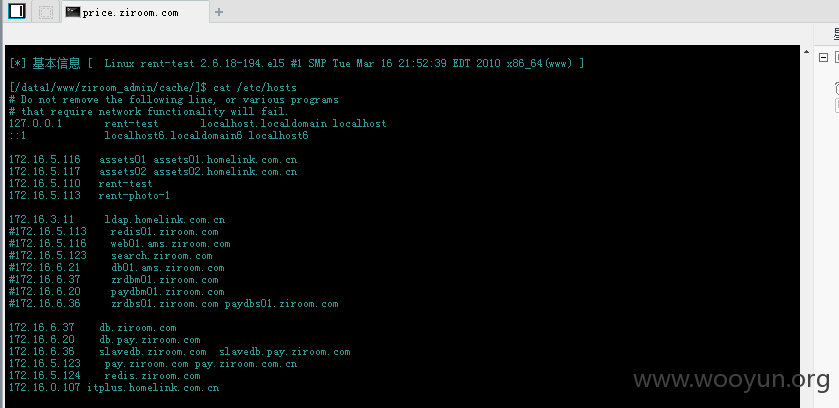 price.ziroom.com
[*] 基本信息 [ Linux rent-test 2.6.18-194.el5 #1 SMP Tue Mar 16 21:52:39 EDT 2010 x86_64(www) ]
[/data1/www/ziroom_admin/cache/]$ cat /etc/hosts
# Do not remove the following line, or various programs
# that require network functionality will fail.
127.0.0.1 rent-test localhost.localdomain localhost
::1 localhost6.localdomain6 localhost6
172.16.5.116 assets01 assets01.homelink.com.cn
172.16.5.117 assets02 assets02.homelink.com.cn
172.16.5.110 rent-test
172.16.5.113 rent-photo-1
172.16.3.11 ldap.homelink.com.cn
#172.16.5.113 redis01.ziroom.com
#172.16.5.116 web01.ams.ziroom.com
#172.16.5.123 search.ziroom.com
#172.16.6.21 db01.ams.ziroom.com
#172.16.6.37 zrdbm01.ziroom.com
#172.16.6.20 paydbm01.ziroom.com
#172.16.6.36 zrdbs01.ziroom.com paydbs01.ziroom.com
172.16.6.37 db.ziroom.com
172.16.6.20 db.pay.ziroom.com
172.16.6.36 slavedb.ziroom.com slavedb.pay.ziroom.com
172.16.5.123 pay.ziroom.com pay.ziroom.com.cn
172.16.5.124 redis.ziroom.com
172.16.0.107 itplus.homelink.com.cn
www.wooyun.org